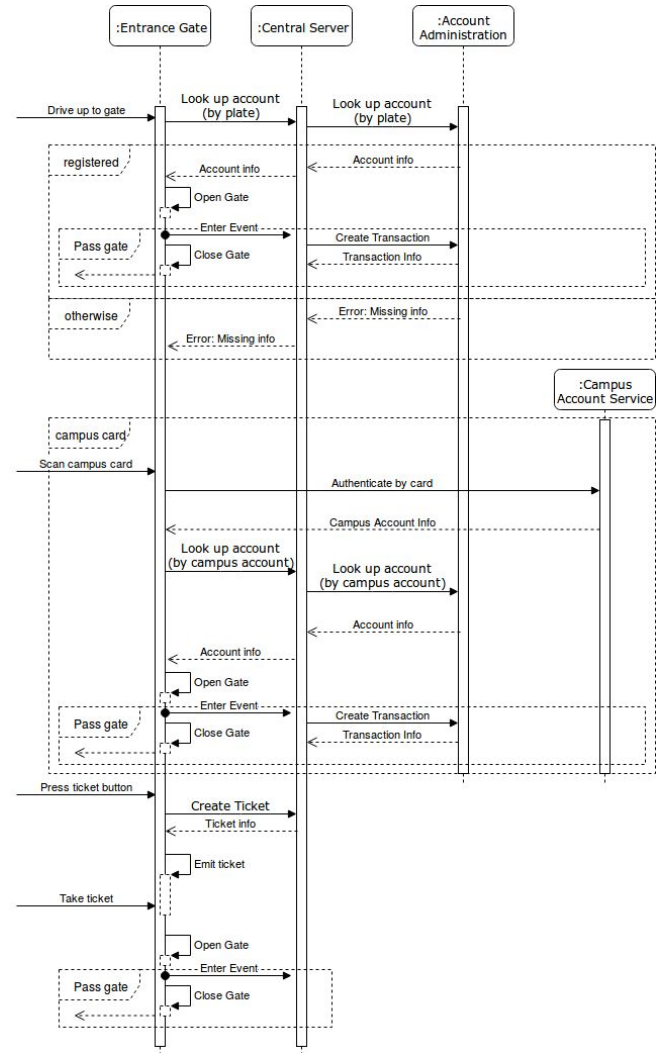 :Entrance Gate
:Central Server
:Account
Administration
Drive up to gate
Look up account
(by plate)
Look up account
(by plate)
registered
Account info
Account info
Open Gate
Enter Event
Pass gate
Create Transaction
Close Gate
Transaction Info
otherwise
Error: Missing info
Error: Missing info
:Campus
Account Service
campus card
Scan campus card
Authenticate by card
Campus Account Info
Look up account
(by campus account)
Look up account
(by campus account)
Account info
Account info
Open Gate
Enter Event
Pass gate
Create Transaction
Close Gate
Transaction Info
Press ticket button
Create Ticket
Ticket info
Emit ticket
Take ticket
Open Gate
Enter Event
Pass gate
Close Gate